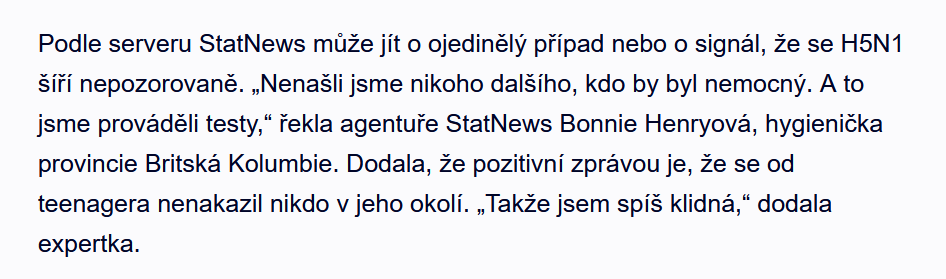 Podle serveru StatNews může jít o ojedinělý případ nebo o signál, že se H5N1
šíří nepozorovaně. „Nenašli jsme nikoho dalšího, kdo by byl nemocný. A to
jsme prováděli testy,“ řekla agentuře StatNews Bonnie Henryová, hygienička
provincie Britská Kolumbie. Dodala, že pozitivní zprávou je, že se od
teenagera nenakazil nikdo v jeho okolí. „Takže jsem spíš klidná,“ dodala
expertka.